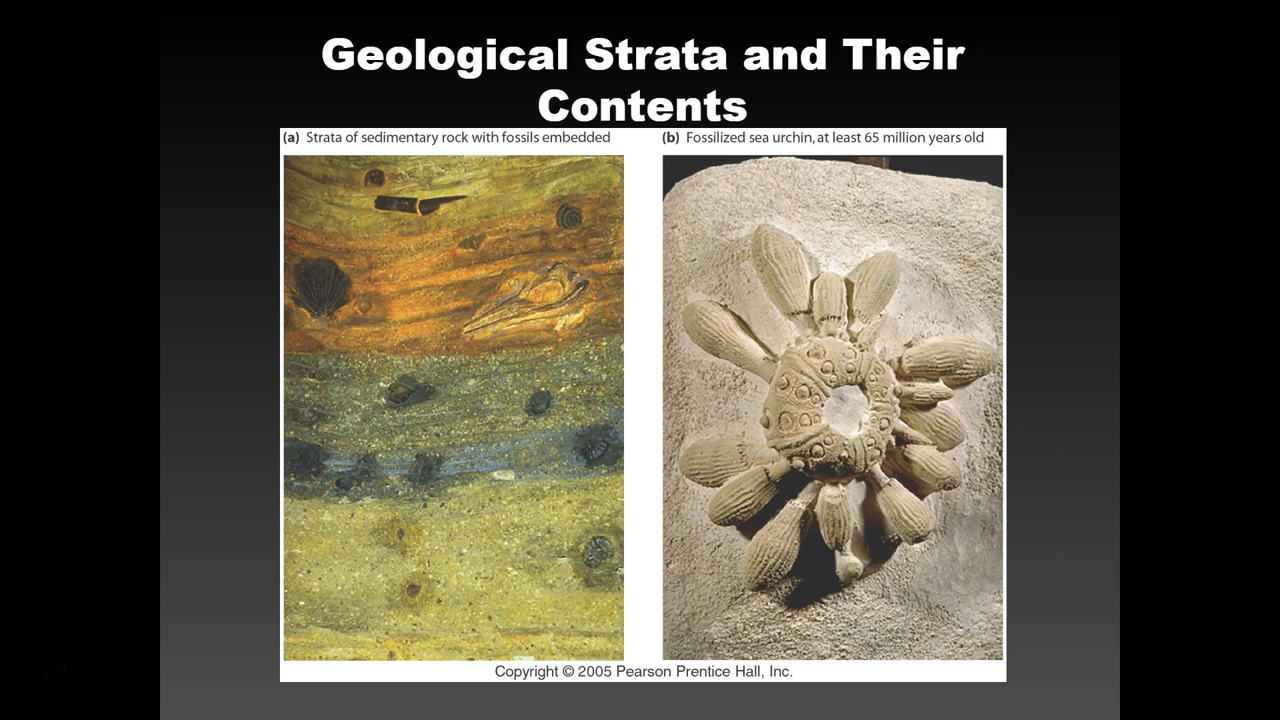 Geological Strata and Their
Contents
(a) Strata of sedimentary rock with fossils embedded
(b) Fossilized sea urchin, at least 65 million years old
Copyright © 2005 Pearson Prentice Hall, Inc.